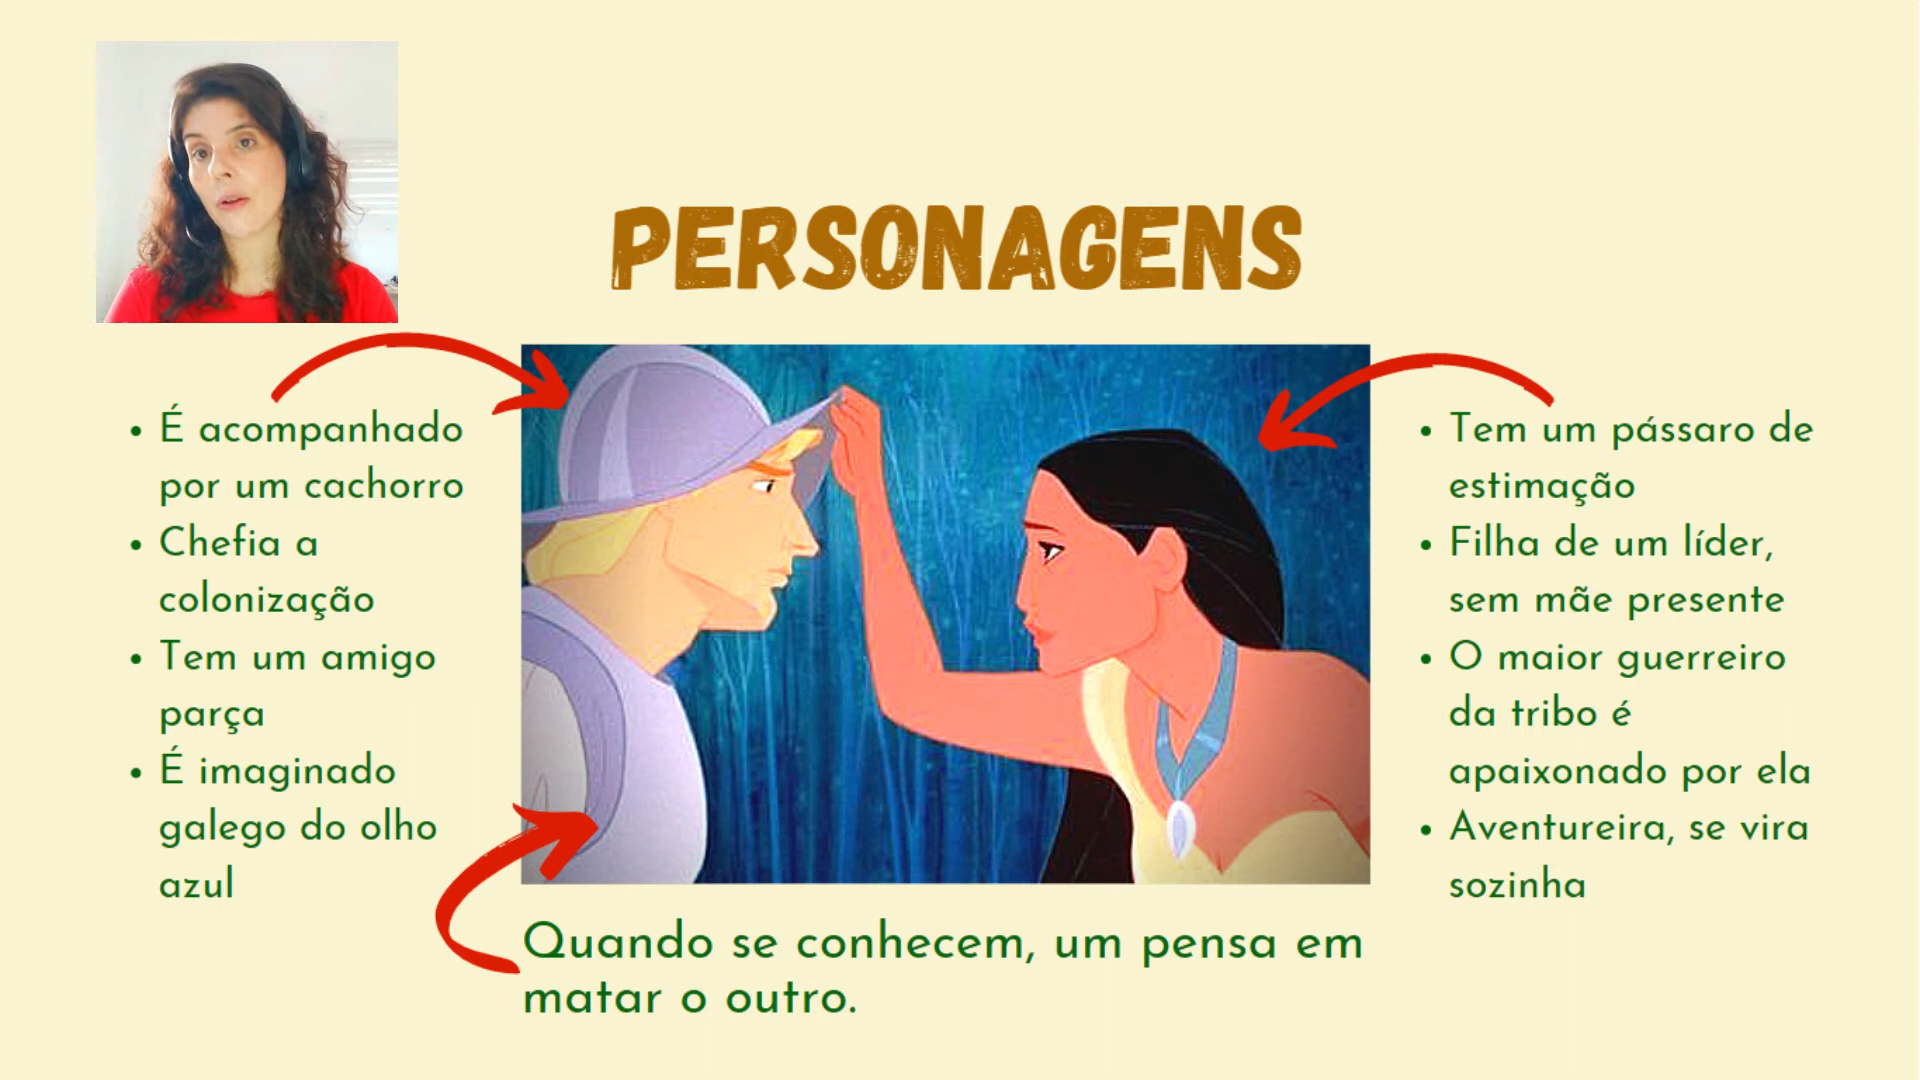 PERSONAGENS
• É acompanhado
por um cachorro
• Chefia a
colonização
• Tem um amigo
parça
• É imaginado
galego do olho
azul
• Tem um pássaro de
estimação
• Filha de um líder,
sem mãe presente
• O maior guerreiro
da tribo é
apaixonado por ela
• Aventureira, se vira
sozinha
Quando se conhecem, um pensa em
matar o outro.